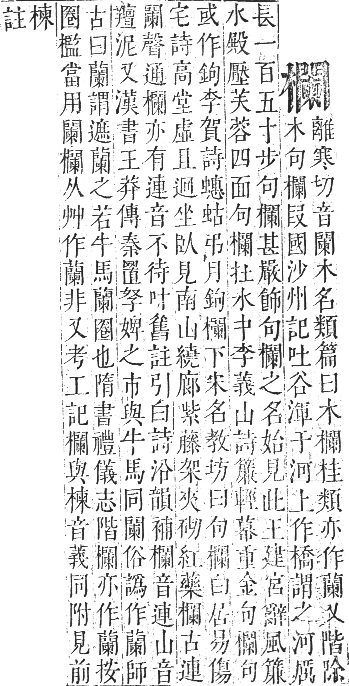 欄離寒切音闌木名類篇曰木欄桂類亦作蘭又階除
木句欄叚國沙州記吐谷渾于河上作橋謂之河厲
長一百五十步句欄甚嚴飾句欄之名始見此王建宮辭風簾
水殿壓芙蓉四面句欄在水中李義山詩簾輕幕重金句欄句
或作鉤李賀詩蟪蛄弔月鉤欄下宋名教坊曰句欄白居易傷
宅詩高堂虛且迥坐臥見南山繞廊紫藤架夾砌紅藥欄古連
闌聲通欄亦有連音不待叶舊註引白詩沿韻補欄音連山音
羶泥又漢書王莽傳秦置孥婢之市與牛馬同闌俗譌作蘭師
古曰蘭謂遮蘭之若牛馬蘭圈也隋書禮儀志階欄亦作蘭按
圈檻當用闌欄从艸作蘭非又考工記欄與楝音義同附見前
楝
註